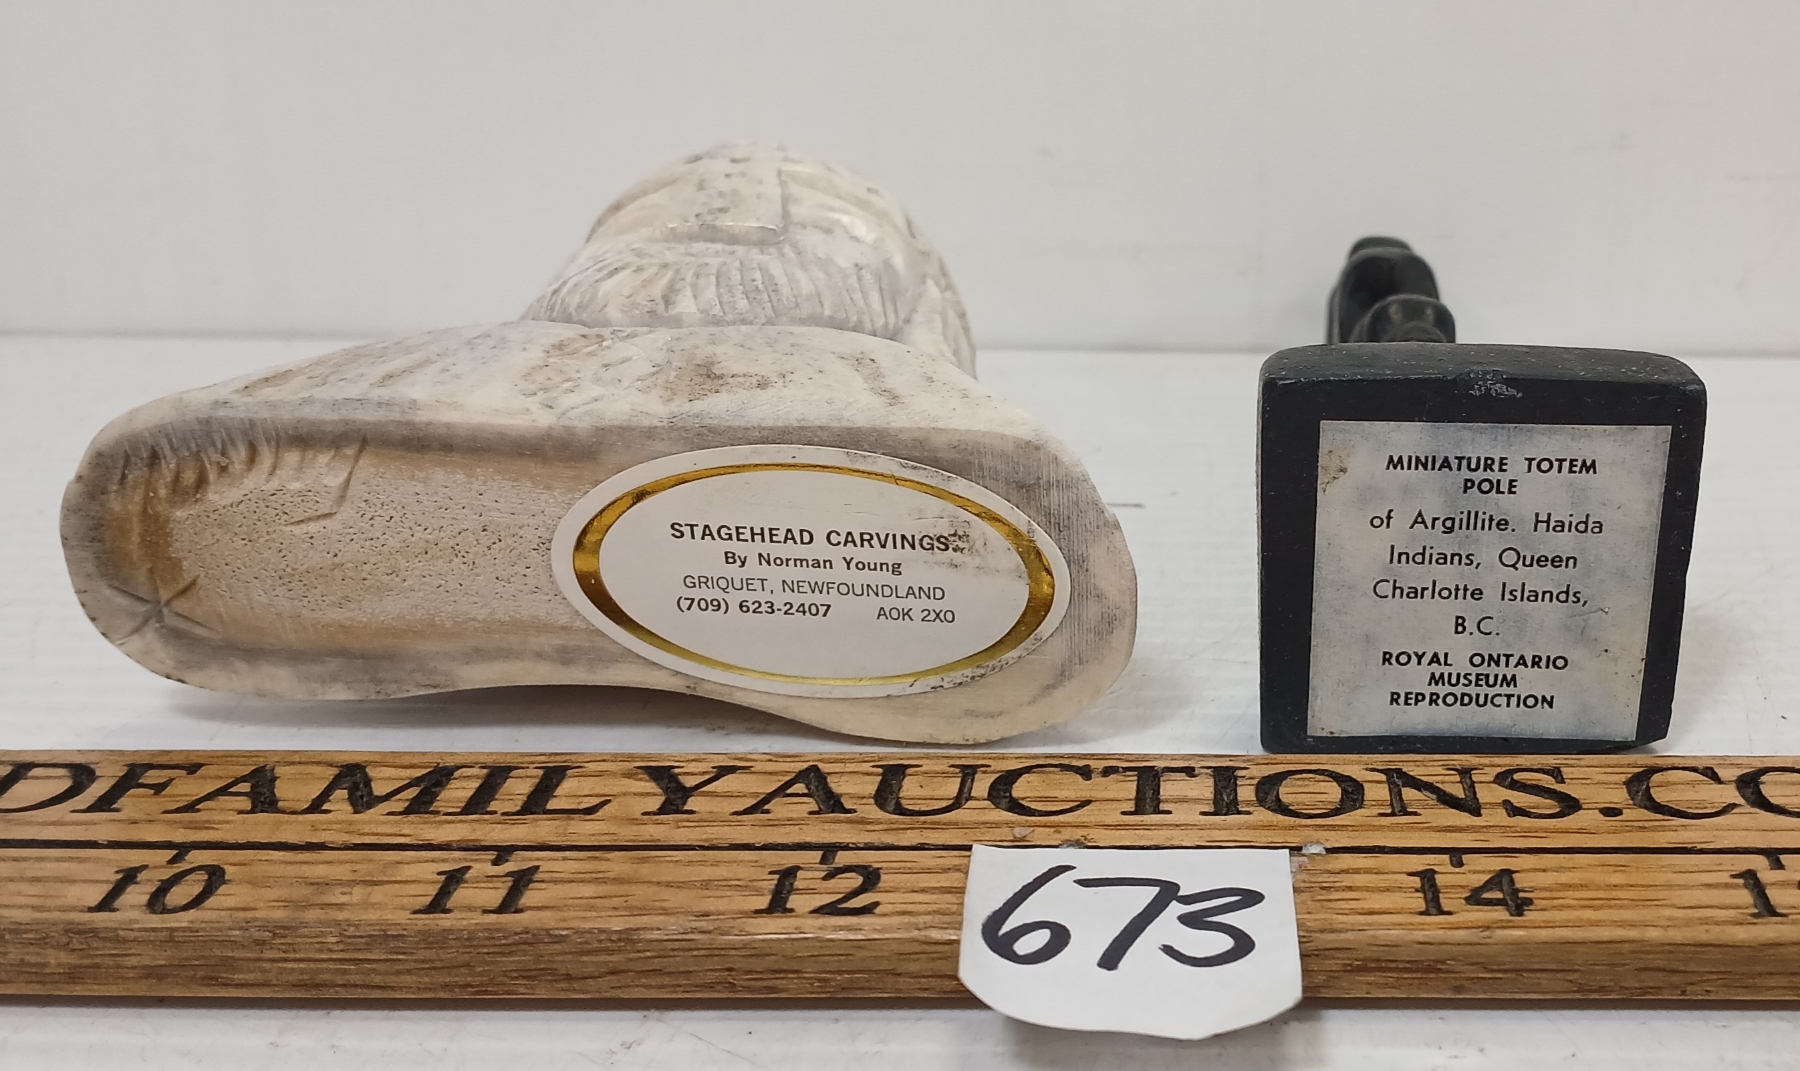 STAGEHEAD CARVINGS
By Norman Young
GRIQUET, NEWFOUNDLAND
(709) 623-2407 A0K 2X0
MINIATURE TOTEM
POLE
of Argillite. Haida
Indians, Queen
Charlotte Islands,
B.C.
ROYAL ONTARIO
MUSEUM
REPRODUCTION
DFAMILYAUCTIONS.CO
10 11 12 14
673